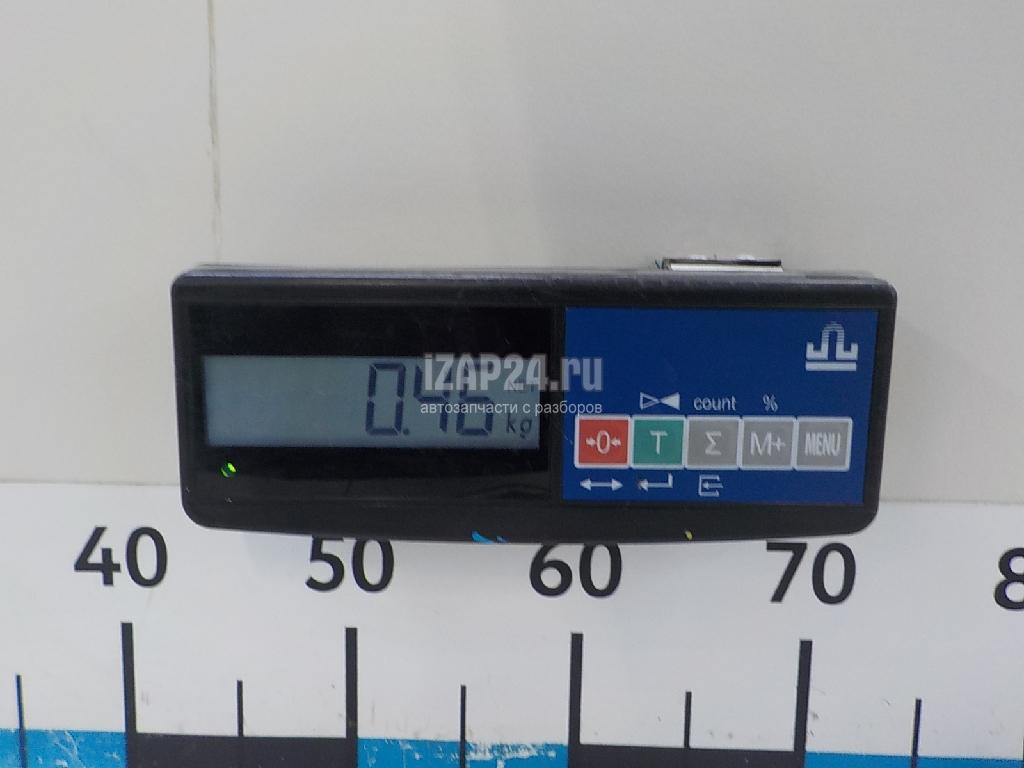 iZAP24.ru
0.46
автозапчасти с разборов
kg
count %
→0← T Σ M+ MENU
40 50 60 70 8